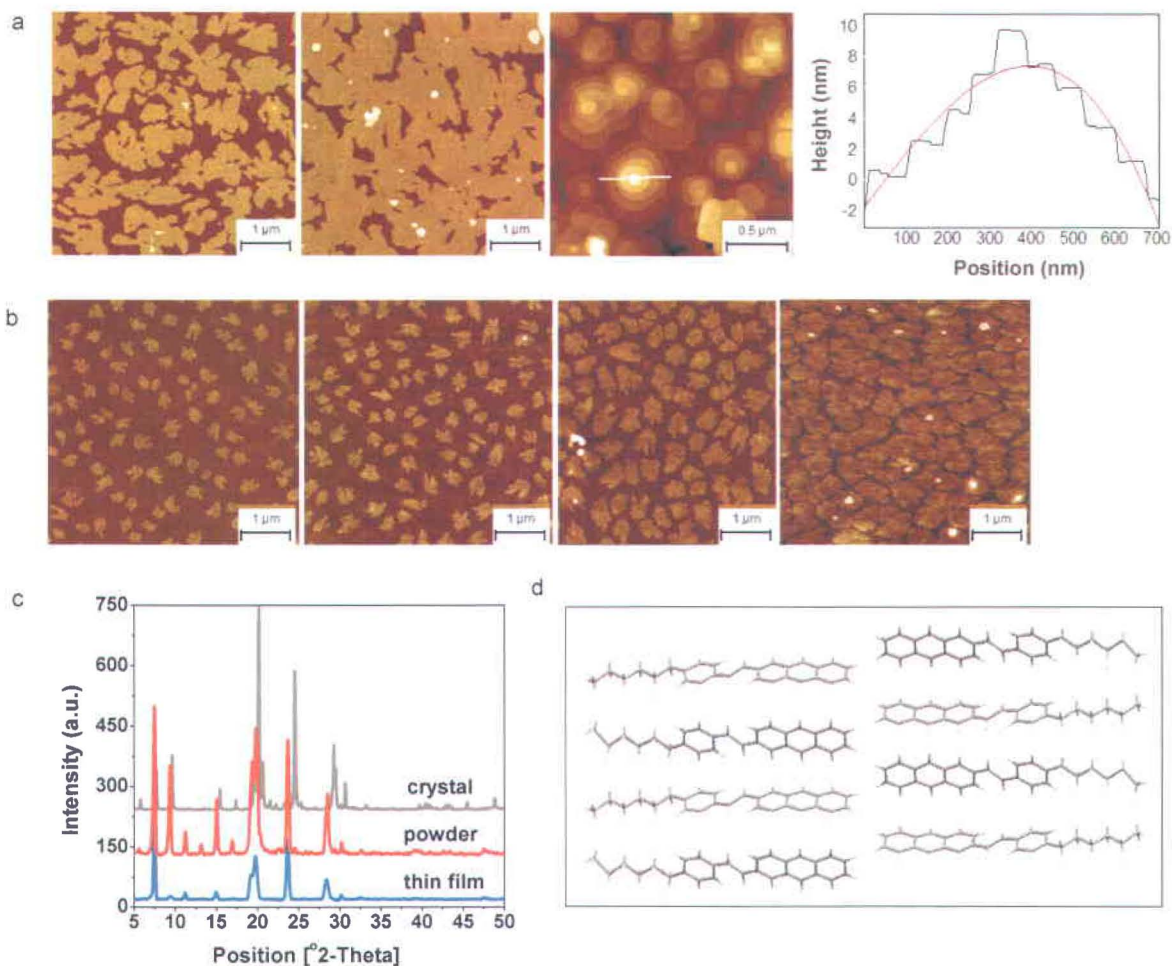 a
1 µm
1 µm
0.5 µm
Height (nm)
10
8
6
4
2
0
-2
100 200 300 400 500 600 700
Position (nm)
b
1 µm
1 µm
1 µm
1 µm
c
Intensity (a.u.)
750
600
450
300
150
0
crystal
powder
thin film
5 10 15 20 25 30 35 40 45 50
Position [°2-Theta]
d